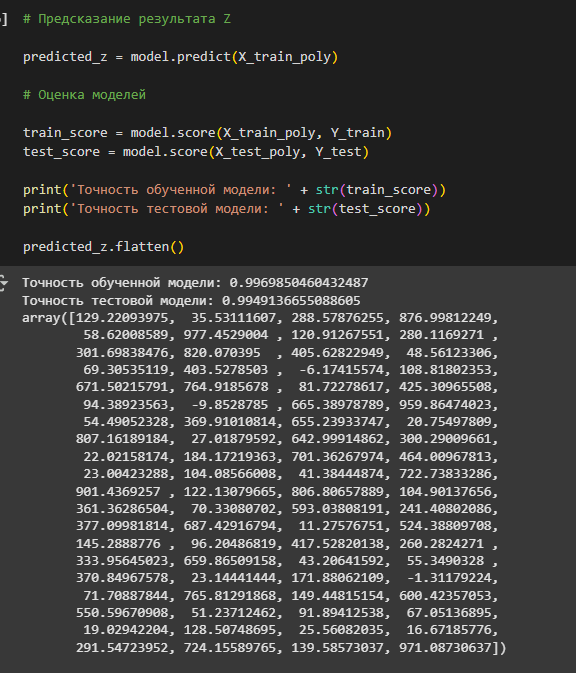 ]
# Предсказание результата Z
predicted_z = model.predict(X_train_poly)
# Оценка моделей
train_score = model.score(X_train_poly, Y_train)
test_score = model.score(X_test_poly, Y_test)
print('Точность обученной модели: ' + str(train_score))
print('Точность тестовой модели: ' + str(test_score))
predicted_z.flatten()
Точность обученной модели: 0.9969850460432487
Точность тестовой модели: 0.9949136655088605
array([129.22093975,  35.53111607, 288.57876255, 876.99812249,
        58.62008589, 977.4529004 , 120.91267551, 280.1169271 ,
       301.69838476, 820.070395  , 405.62822949,  48.56123306,
        69.30535119, 403.5278503 ,  -6.17415574, 108.81802353,
       671.50215791, 764.9185678 ,  81.72278617, 425.30965508,
        94.38923563,  -9.8528785 , 665.38978789, 959.86474023,
        54.49052328, 369.91010814, 655.23933747,  20.75497809,
       807.16189184,  27.01879592, 642.99914862, 300.29009661,
        22.02158174, 184.17219363, 701.36267974, 464.00967813,
        23.00423288, 104.08566008,  41.38444874, 722.73833286,
       901.4369257 , 122.13079665, 806.80657889, 104.90137656,
       361.36286504,  70.33080702, 593.03808191, 241.40802086,
       377.09981814, 687.42916794,  11.27576751, 524.38809708,
       145.2888776 ,  96.20486819, 417.52820138, 260.2824271 ,
       333.95645023, 659.86509158,  43.20641592,  55.3490328 ,
       370.84967578,  23.14441444, 171.88062109,  -1.31179224,
        71.70887844, 765.81291868, 149.44815154, 600.42357053,
       550.59670908,  51.23712462,  91.89412538,  67.05136895,
        19.02942204, 128.50748695,  25.56082035,  16.67185776,
       291.54723952, 724.15589765, 139.58573037, 971.08730637])